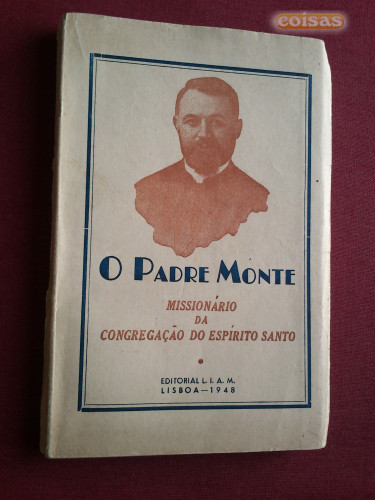 coisas
O PADRE MONTE
MISSIONÁRIO
DA
CONGREGAÇÃO DO ESPÍRITO SANTO
EDITORIAL L. I. A. M.
LISBOA — 1948